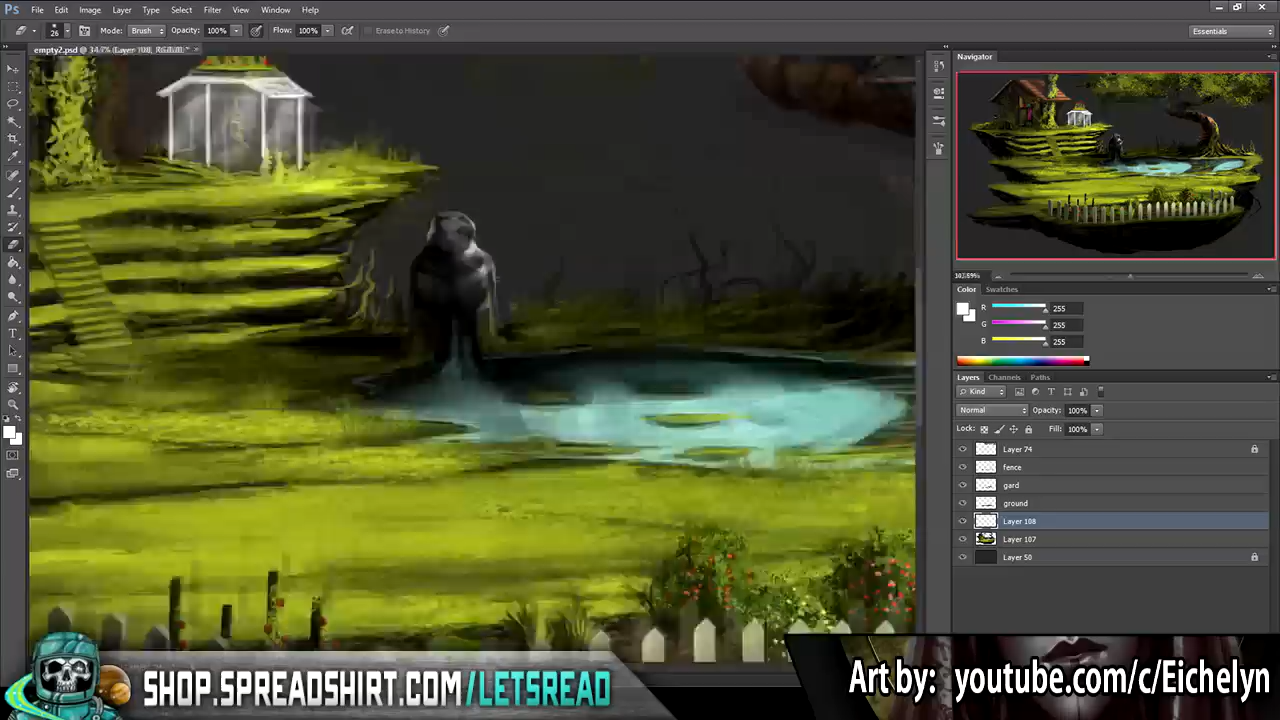 Ps File Edit Image Layer Type Select Filter View Window Help
26 Mode: Brush Opacity: 100% Flow: 100% Erase to History Essentials
Navigator
Color Swatches
R 255
G 255
B 255
Layers Channels Paths
Kind
Normal Opacity: 100%
Lock: Fill: 100%
Layer 74
fence
gard
ground
Layer 108
Layer 107
Layer 50
SHOP.SPREADSHIRT.COM/LETSREAD
Art by: youtube.com/c/Eichelyn